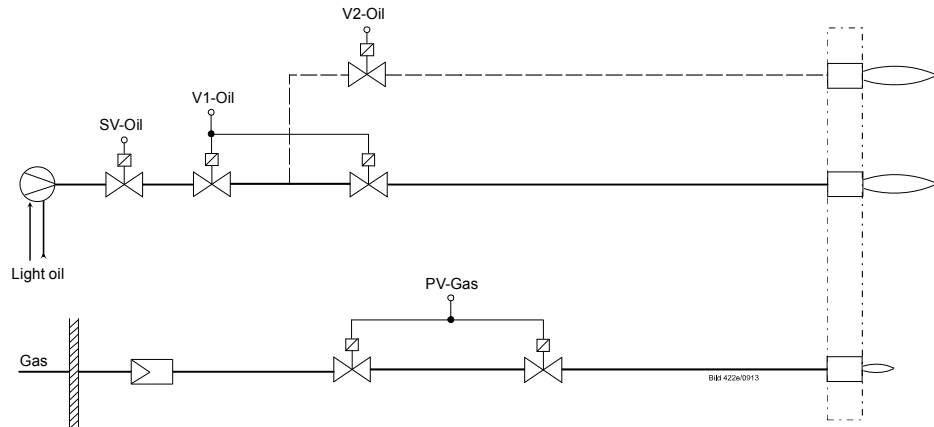 V2-Oil
V1-Oil
SV-Oil
Light oil
PV-Gas
Gas
Bild 422e/0913